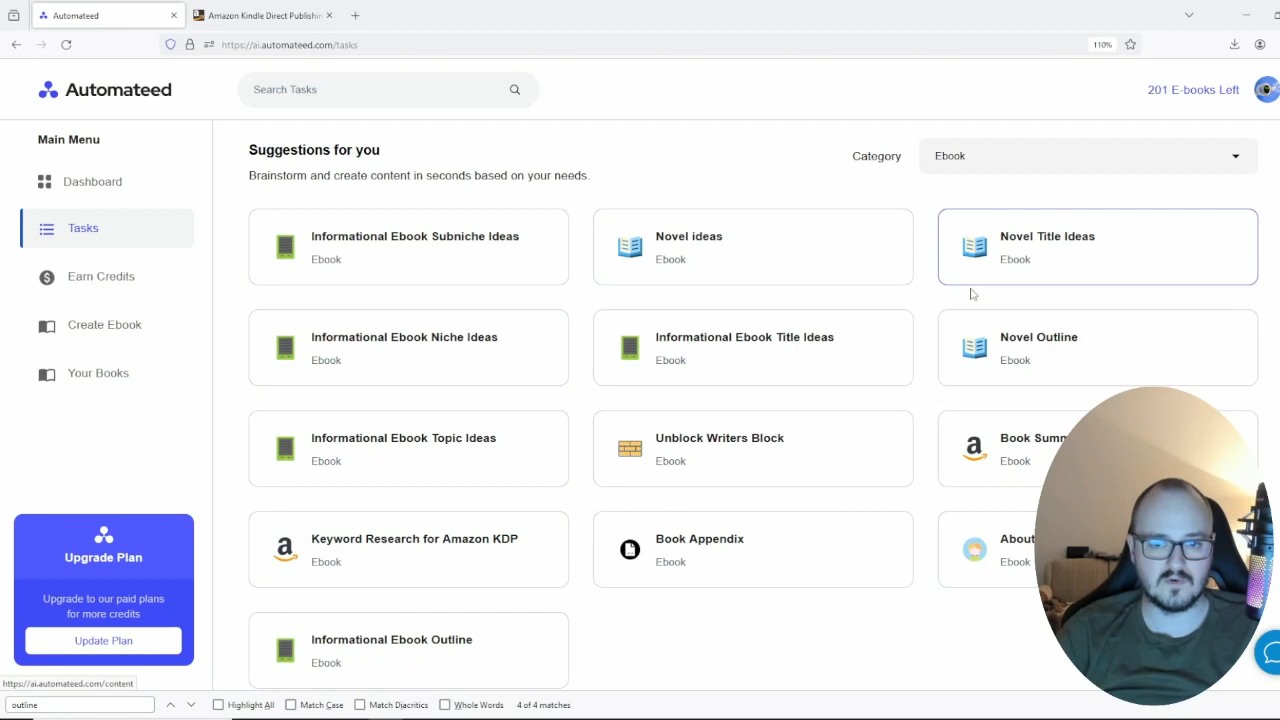 Automateed
Amazon Kindle Direct Publishin
https://ai.automateed.com/tasks
110%
Automateed
Search Tasks
201 E-books Left
Main Menu
Dashboard
Tasks
Earn Credits
Create Ebook
Your Books
Suggestions for you
Brainstorm and create content in seconds based on your needs.
Category
Ebook
Informational Ebook Subniche Ideas
Ebook
Novel ideas
Ebook
Novel Title Ideas
Ebook
Informational Ebook Niche Ideas
Ebook
Informational Ebook Title Ideas
Ebook
Novel Outline
Ebook
Informational Ebook Topic Ideas
Ebook
Unblock Writers Block
Ebook
Book Summ
Ebook
Keyword Research for Amazon KDP
Ebook
Book Appendix
Ebook
About
Ebook
Informational Ebook Outline
Ebook
Upgrade Plan
Upgrade to our paid plans
for more credits
Update Plan
https://ai.automateed.com/content
outline
Highlight All
Match Case
Match Diacritics
Whole Words
4 of 4 matches